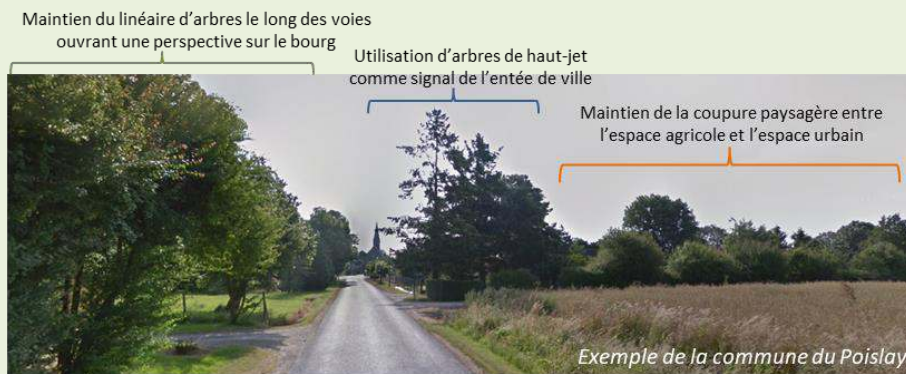 Maintien du linéaire d'arbres le long des voies
ouvrant une perspective sur le bourg
Utilisation d'arbres de haut-jet
comme signal de l'entée de ville
Maintien de la coupure paysagère entre
l'espace agricole et l'espace urbain
Exemple de la commune du Poislay